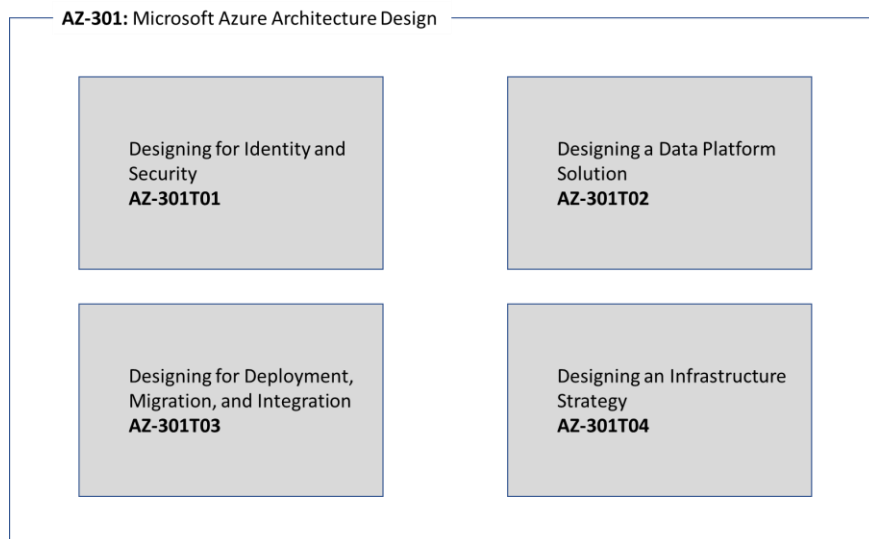 AZ-301: Microsoft Azure Architecture Design
Designing for Identity and
Security
AZ-301T01
Designing a Data Platform
Solution
AZ-301T02
Designing for Deployment,
Migration, and Integration
AZ-301T03
Designing an Infrastructure
Strategy
AZ-301T04